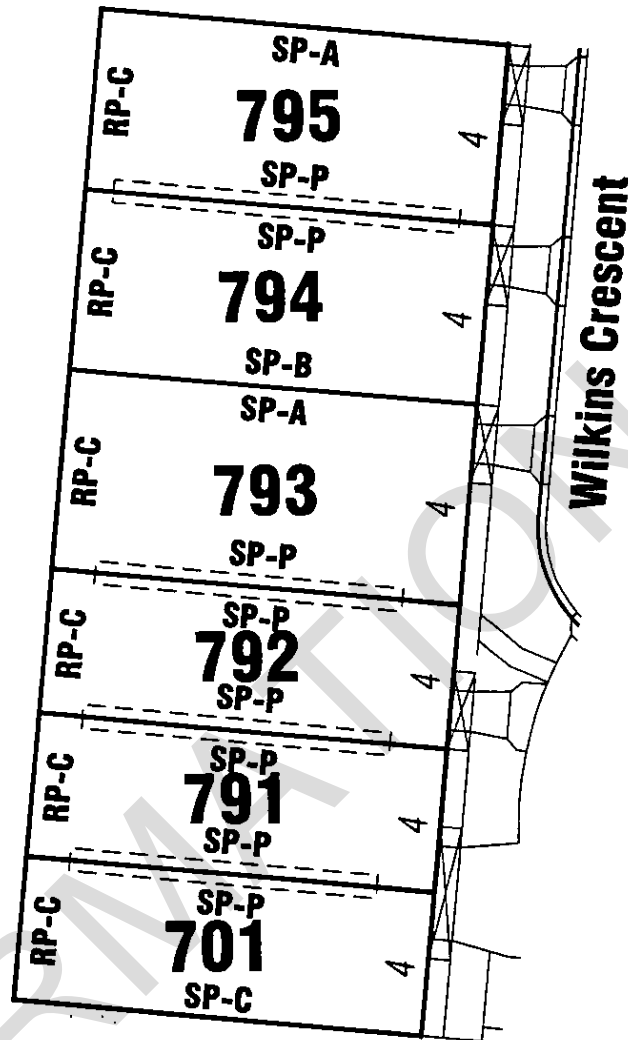 SP-A
RP-C
795
4
SP-P
SP-P
RP-C
794
4
SP-B
SP-A
RP-C
793
4
SP-P
SP-P
RP-C
792
4
SP-P
SP-P
RP-C
791
4
SP-P
SP-P
RP-C
701
4
SP-C
Wilkins Crescent
RMATION